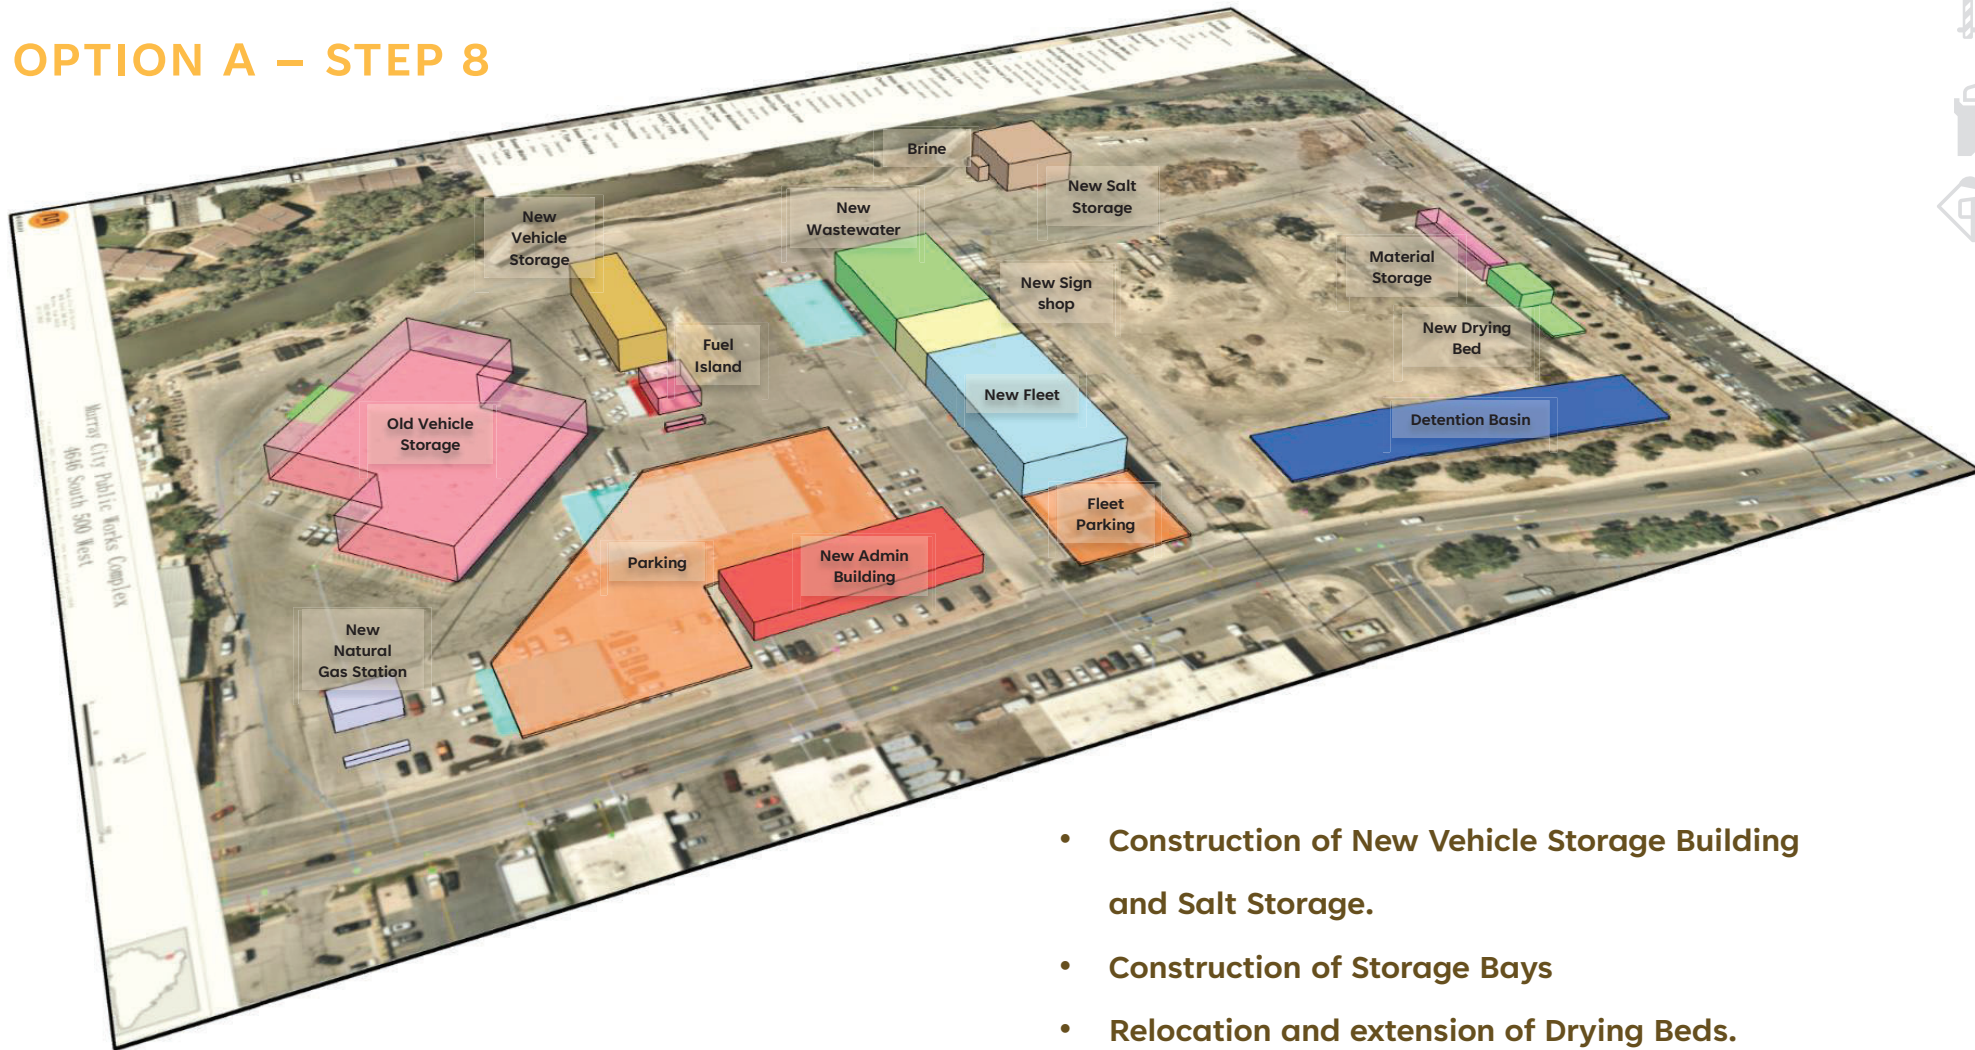 OPTION A – STEP 8
Brine
New Salt
Storage
New
Vehicle
Storage
New
Wastewater
Material
Storage
New Sign
shop
New Drying
Bed
Fuel
Island
New Fleet
Detention Basin
Old Vehicle
Storage
Fleet
Parking
Parking
New Admin
Building
New
Natural
Gas Station
Murray City Public Works Complex
4646 South 500 West
• Construction of New Vehicle Storage Building
and Salt Storage.
• Construction of Storage Bays
• Relocation and extension of Drying Beds.